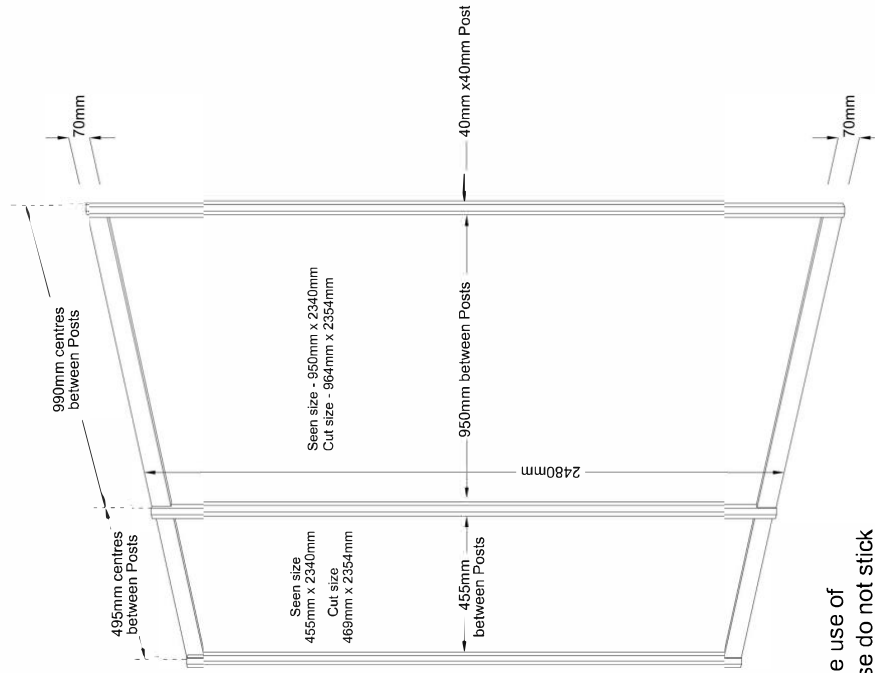 70mm
990mm centres
between Posts
495mm centres
between Posts
40mm x40mm Post
Seen size - 950mm x 2340mm
Cut size - 964mm x 2354mm
950mm between Posts
2480mm
Seen size
455mm x 2340mm
Cut size
469mm x 2354mm
455mm
between Posts
70mm
e use of
se do not stick